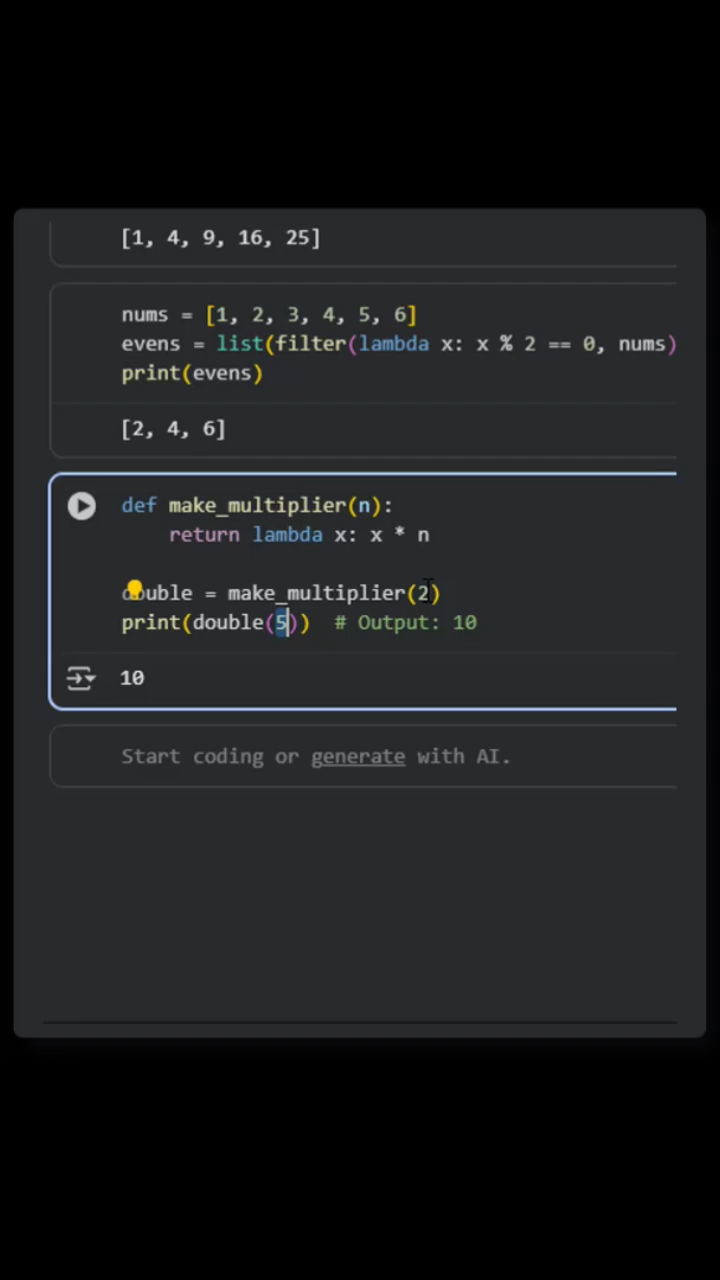 [1, 4, 9, 16, 25]
nums = [1, 2, 3, 4, 5, 6]
evens = list(filter(lambda x: x % 2 == 0, nums)
print(evens)
[2, 4, 6]
def make_multiplier(n):
    return lambda x: x * n
double = make_multiplier(2)
print(double(5))  # Output: 10
10
Start coding or generate with AI.